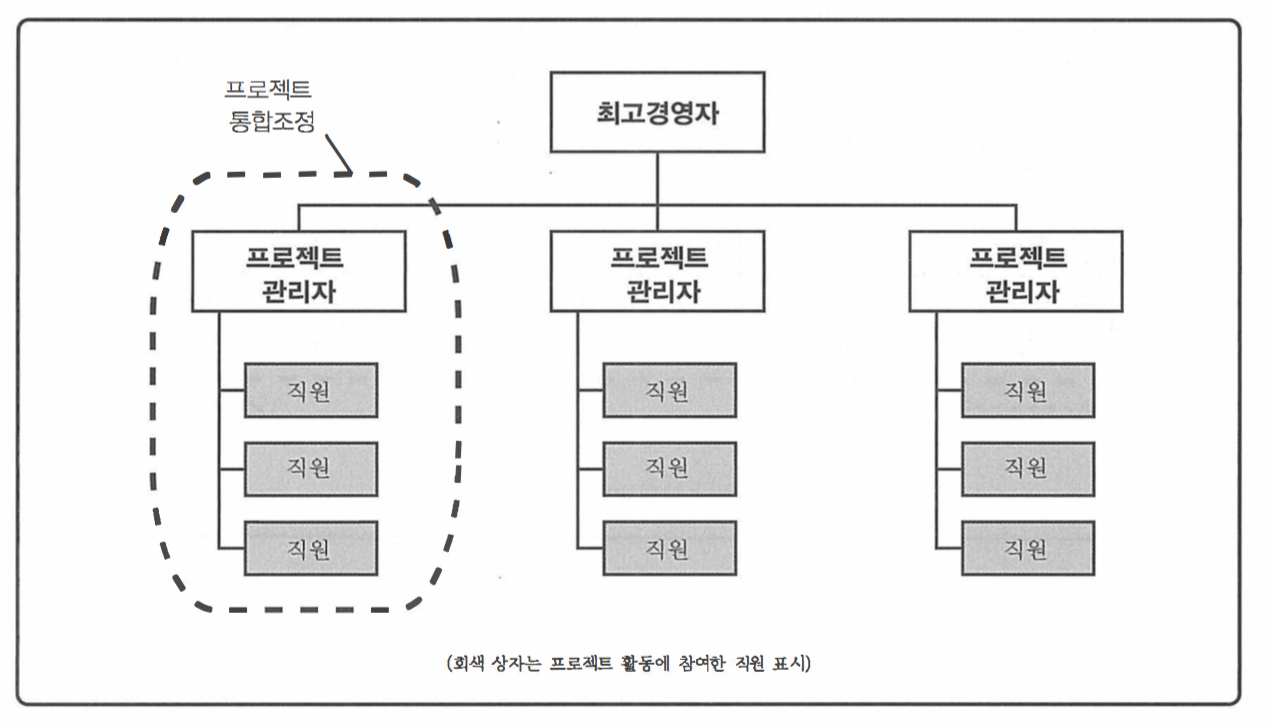 프로젝트
통합조정
최고경영자
프로젝트
관리자
프로젝트
관리자
프로젝트
관리자
직원
직원
직원
직원
직원
직원
직원
직원
직원
(회색 상자는 프로젝트 활동에 참여한 직원 표시)